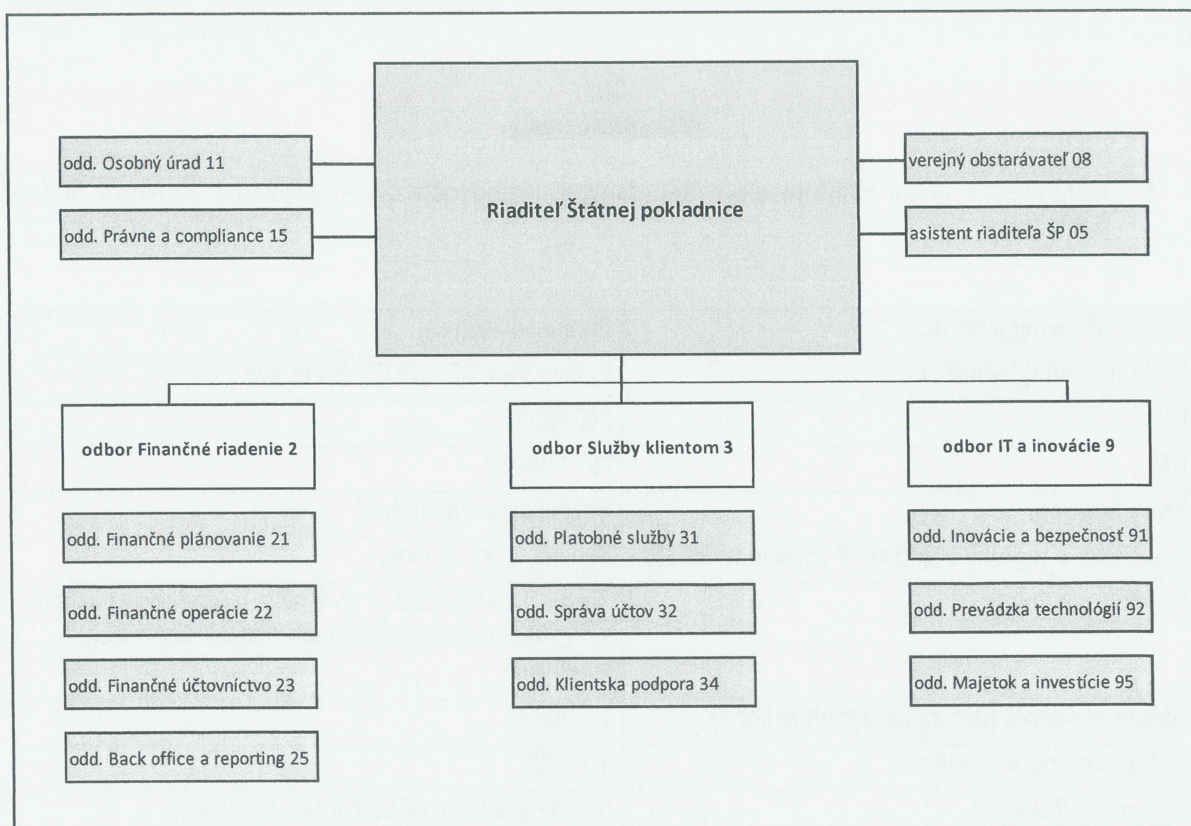 odd. Osobný úrad 11
odd. Právne a compliance 15
Riaditeľ Štátnej pokladnice
verejný obstarávateľ 08
asistent riaditeľa ŠP 05
odbor Finančné riadenie 2
odbor Služby klientom 3
odbor IT a inovácie 9
odd. Finančné plánovanie 21
odd. Platobné služby 31
odd. Inovácie a bezpečnosť 91
odd. Finančné operácie 22
odd. Správa účtov 32
odd. Prevádzka technológií 92
odd. Finančné účtovníctvo 23
odd. Klientska podpora 34
odd. Majetok a investície 95
odd. Back office a reporting 25